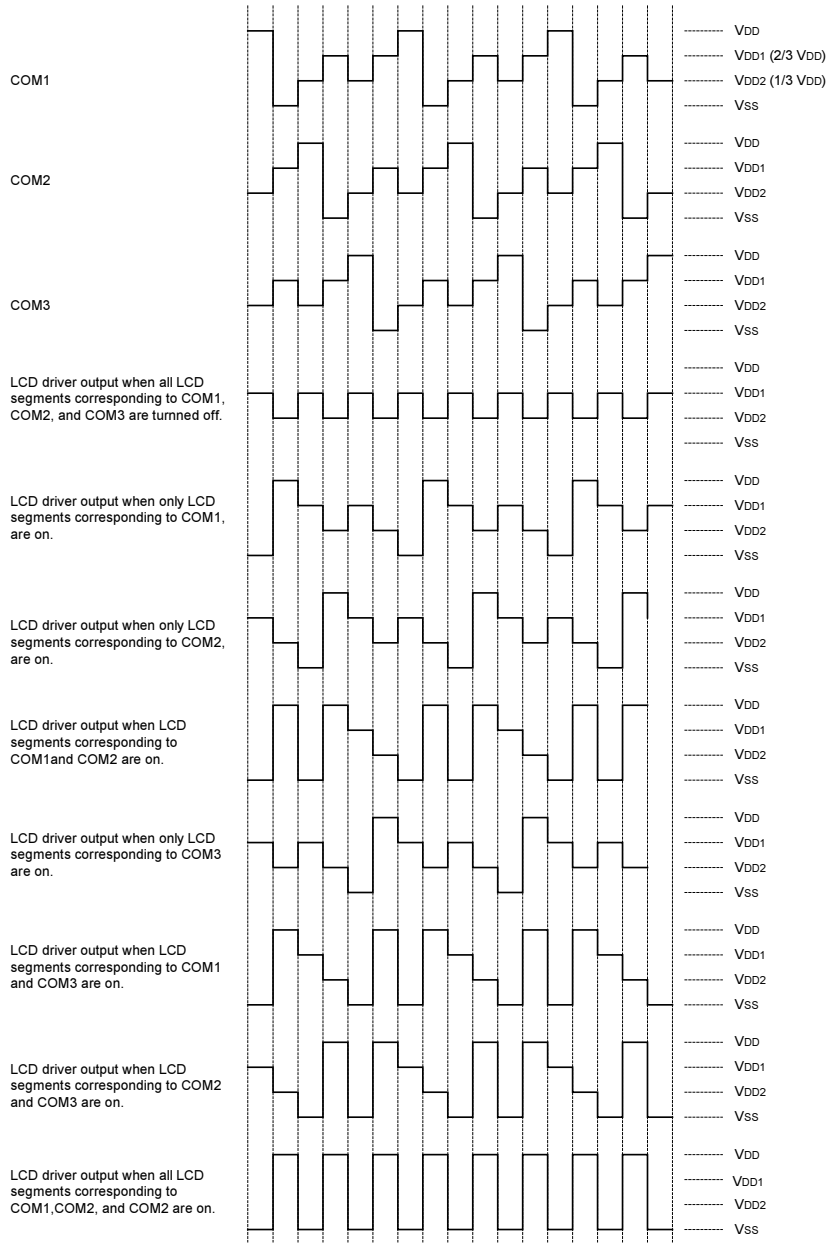 VDD
VDD1 (2/3 VDD)
COM1
VDD2 (1/3 VDD)
VSS
VDD
VDD1
COM2
VDD2
VSS
VDD
VDD1
COM3
VDD2
VSS
VDD
LCD driver output when all LCD
segments corresponding to COM1,
COM2, and COM3 are turnned off.
VDD1
VDD2
VSS
VDD
LCD driver output when only LCD
segments corresponding to COM1,
are on.
VDD1
VDD2
VSS
VDD
LCD driver output when only LCD
segments corresponding to COM2,
are on.
VDD1
VDD2
VSS
VDD
LCD driver output when LCD
segments corresponding to
COM1and COM2 are on.
VDD1
VDD2
VSS
VDD
LCD driver output when only LCD
segments corresponding to COM3
are on.
VDD1
VDD2
VSS
VDD
LCD driver output when LCD
segments corresponding to COM1
and COM3 are on.
VDD1
VDD2
VSS
VDD
LCD driver output when LCD
segments corresponding to COM2
and COM3 are on.
VDD1
VDD2
VSS
VDD
LCD driver output when all LCD
segments corresponding to
COM1,COM2, and COM2 are on.
VDD1
VDD2
VSS